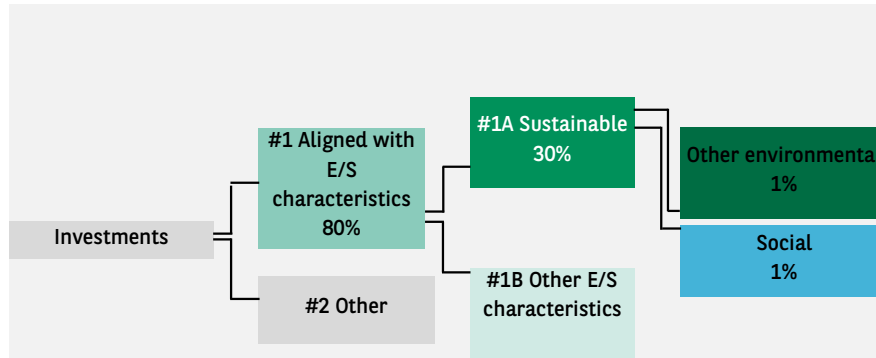 Investments
#1 Aligned with
E/S
characteristics
80%
#2 Other
#1A Sustainable
30%
#1B Other E/S
characteristics
Other environmenta
1%
Social
1%